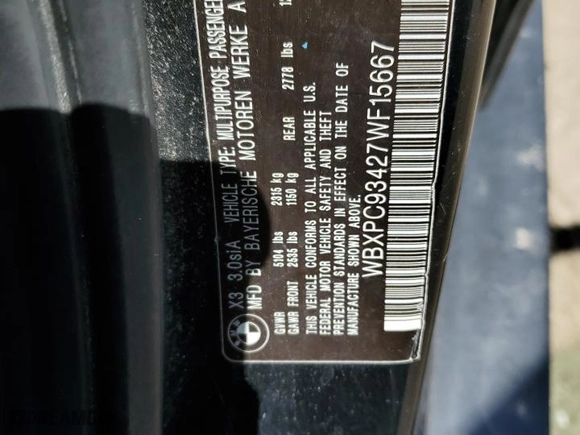 X3 3.0siA VEHICLE TYPE: MULTIPURPOSE PASSENGE
MFD BY BAYERISCHE MOTOREN WERKE A
GVWR 5104 lbs 2315 kg
GAWR FRONT 2535 lbs 1150 kg REAR 2778 lbs
THIS VEHICLE CONFORMS TO ALL APPLICABLE U.S.
FEDERAL MOTOR VEHICLE SAFETY AND THEFT
PREVENTION STANDARDS IN EFFECT ON THE DATE OF
MANUFACTURE SHOWN ABOVE.
WBXPC93427WF15667